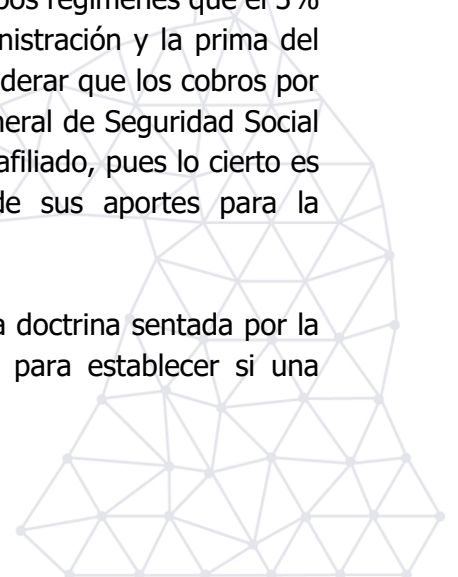 bos regímenes que el 3%
nistración y la prima del
derar que los cobros por
neral de Seguridad Social
afiliado, pues lo cierto es
de sus aportes para la
a doctrina sentada por la
para establecer si una